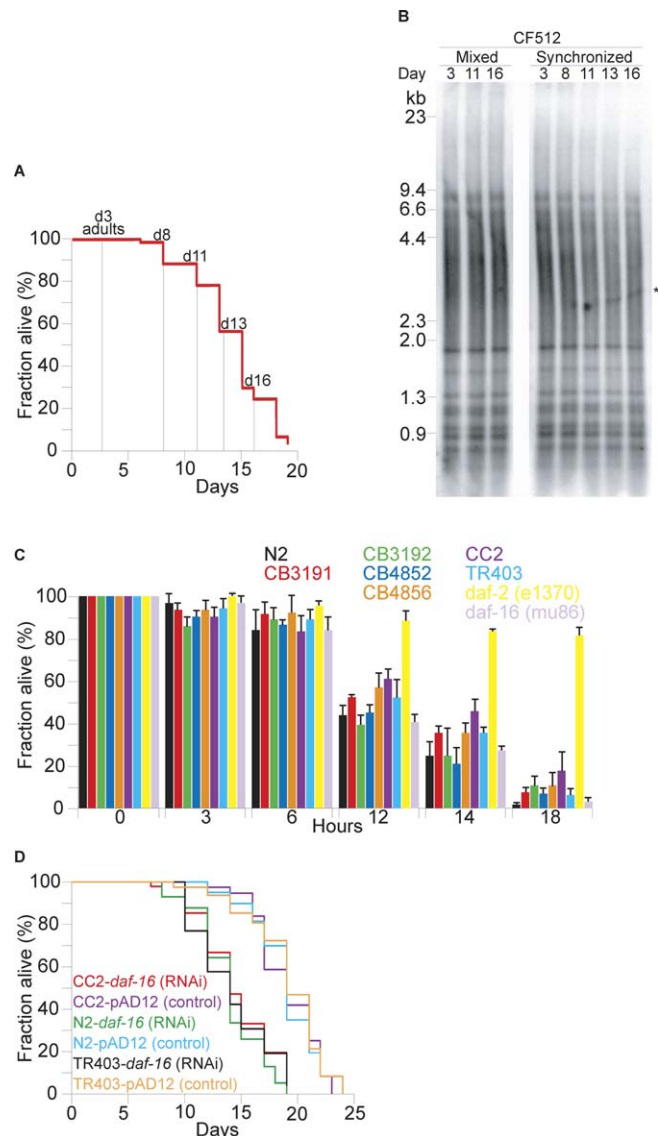 A
d3
adults
d8
d11
d13
d16
100
80
60
40
20
0
Fraction alive (%)
0 5 10 15 20
Days
B
CF512
Mixed Synchronized
Day 3 11 16 3 8 11 13 16
kb
23
9.4
6.6
4.4
*
2.3
2.0
1.3
0.9
C
N2 CB3192 CC2
CB3191 CB4852 TR403
CB4856 daf-2 (e1370)
daf-16 (mu86)
100
80
60
40
20
0
Fraction alive (%)
0 3 6 12 14 18
Hours
D
100
80
60
40
20
0
Fraction alive (%)
CC2-daf-16 (RNAi)
CC2-pAD12 (control)
N2-daf-16 (RNAi)
N2-pAD12 (control)
TR403-daf-16 (RNAi)
TR403-pAD12 (control)
0 5 10 15 20 25
Days